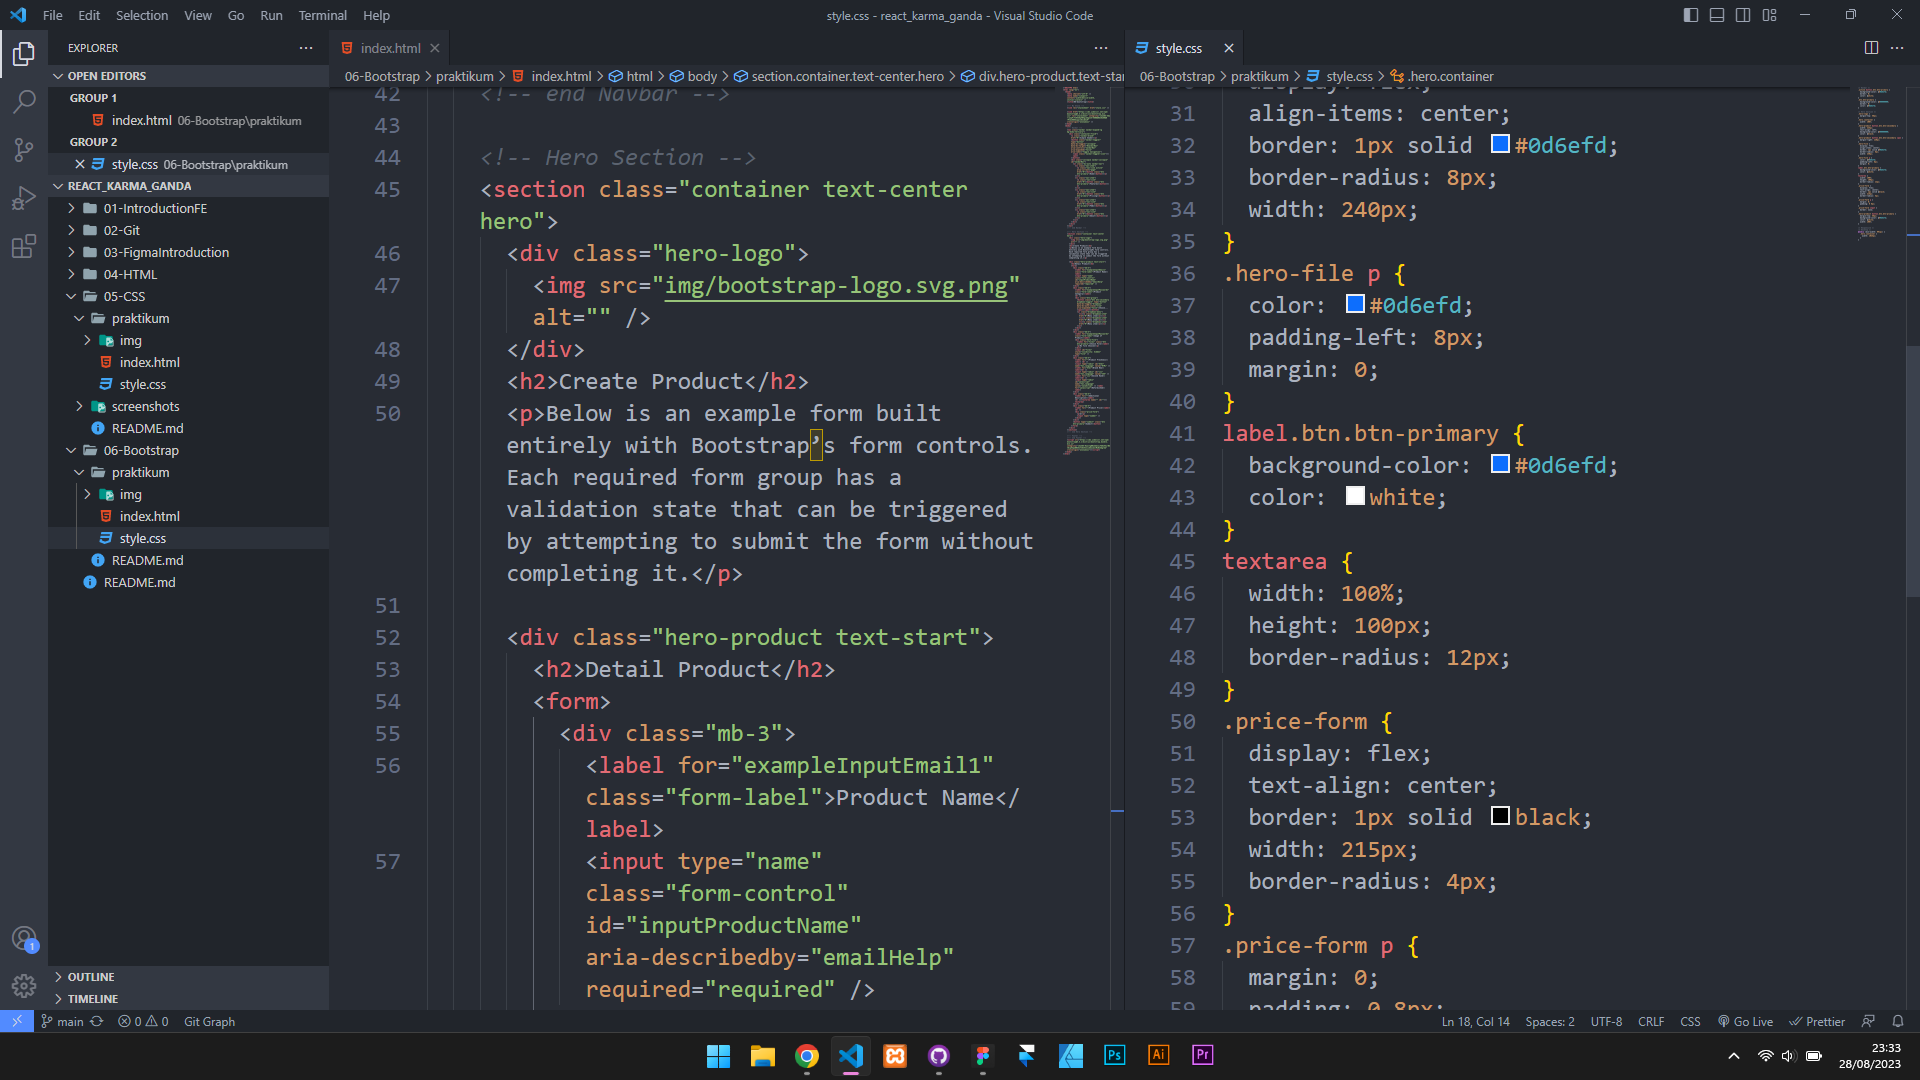 File Edit Selection View Go Run Terminal Help
style.css - react_karma_ganda - Visual Studio Code
EXPLORER
OPEN EDITORS
GROUP 1
index.html 06-Bootstrap\praktikum
GROUP 2
style.css 06-Bootstrap\praktikum
REACT_KARMA_GANDA
01-IntroductionFE
02-Git
03-FigmaIntroduction
04-HTML
05-CSS
praktikum
img
index.html
style.css
screenshots
README.md
06-Bootstrap
praktikum
img
index.html
style.css
README.md
README.md
OUTLINE
TIMELINE
index.html
06-Bootstrap > praktikum > index.html > html > body > section.container.text-center.hero > div.hero-product.text-star
42 <!-- end Navbar -->
43
44 <!-- Hero Section -->
45 <section class="container text-center
hero">
46 <div class="hero-logo">
47 <img src="img/bootstrap-logo.svg.png"
alt="" />
48 </div>
49 <h2>Create Product</h2>
50 <p>Below is an example form built
entirely with Bootstrap’s form controls.
Each required form group has a
validation state that can be triggered
by attempting to submit the form without
completing it.</p>
51
52 <div class="hero-product text-start">
53 <h2>Detail Product</h2>
54 <form>
55 <div class="mb-3">
56 <label for="exampleInputEmail1"
class="form-label">Product Name</
label>
57 <input type="name"
class="form-control"
id="inputProductName"
aria-describedby="emailHelp"
required="required" />
style.css
06-Bootstrap > praktikum > style.css > .hero.container
30 display: flex;
31 align-items: center;
32 border: 1px solid #0d6efd;
33 border-radius: 8px;
34 width: 240px;
35 }
36 .hero-file p {
37 color: #0d6efd;
38 padding-left: 8px;
39 margin: 0;
40 }
41 label.btn.btn-primary {
42 background-color: #0d6efd;
43 color: white;
44 }
45 textarea {
46 width: 100%;
47 height: 100px;
48 border-radius: 12px;
49 }
50 .price-form {
51 display: flex;
52 text-align: center;
53 border: 1px solid black;
54 width: 215px;
55 border-radius: 4px;
56 }
57 .price-form p {
58 margin: 0;
59 padding: 0 8px;
1
main 0 0 Git Graph
Ln 18, Col 14 Spaces: 2 UTF-8 CRLF CSS Go Live Prettier
Ps Ai Pr
23:33
28/08/2023